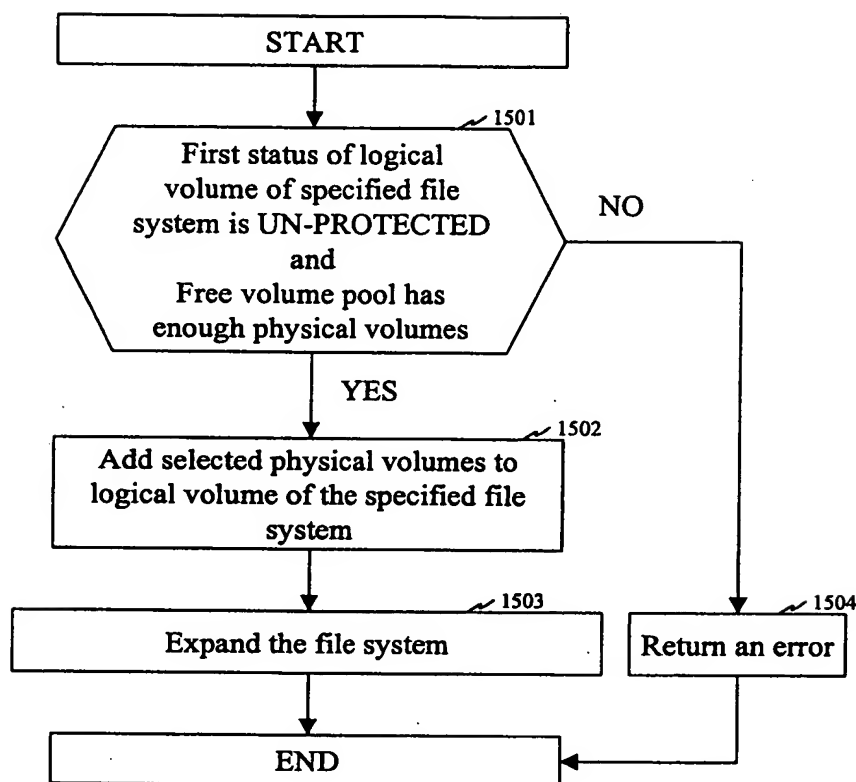 START
1501
First status of logical
volume of specified file
system is UN-PROTECTED
and
Free volume pool has
enough physical volumes
NO
YES
1502
Add selected physical volumes to
logical volume of the specified file
system
1503
Expand the file system
1504
Return an error
END